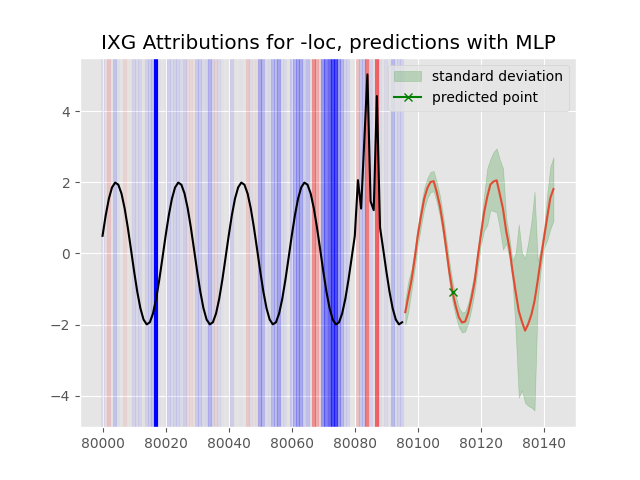 IXG Attributions for -loc, predictions with MLP
standard deviation
predicted point
4
2
0
−2
−4
80000 80020 80040 80060 80080 80100 80120 80140